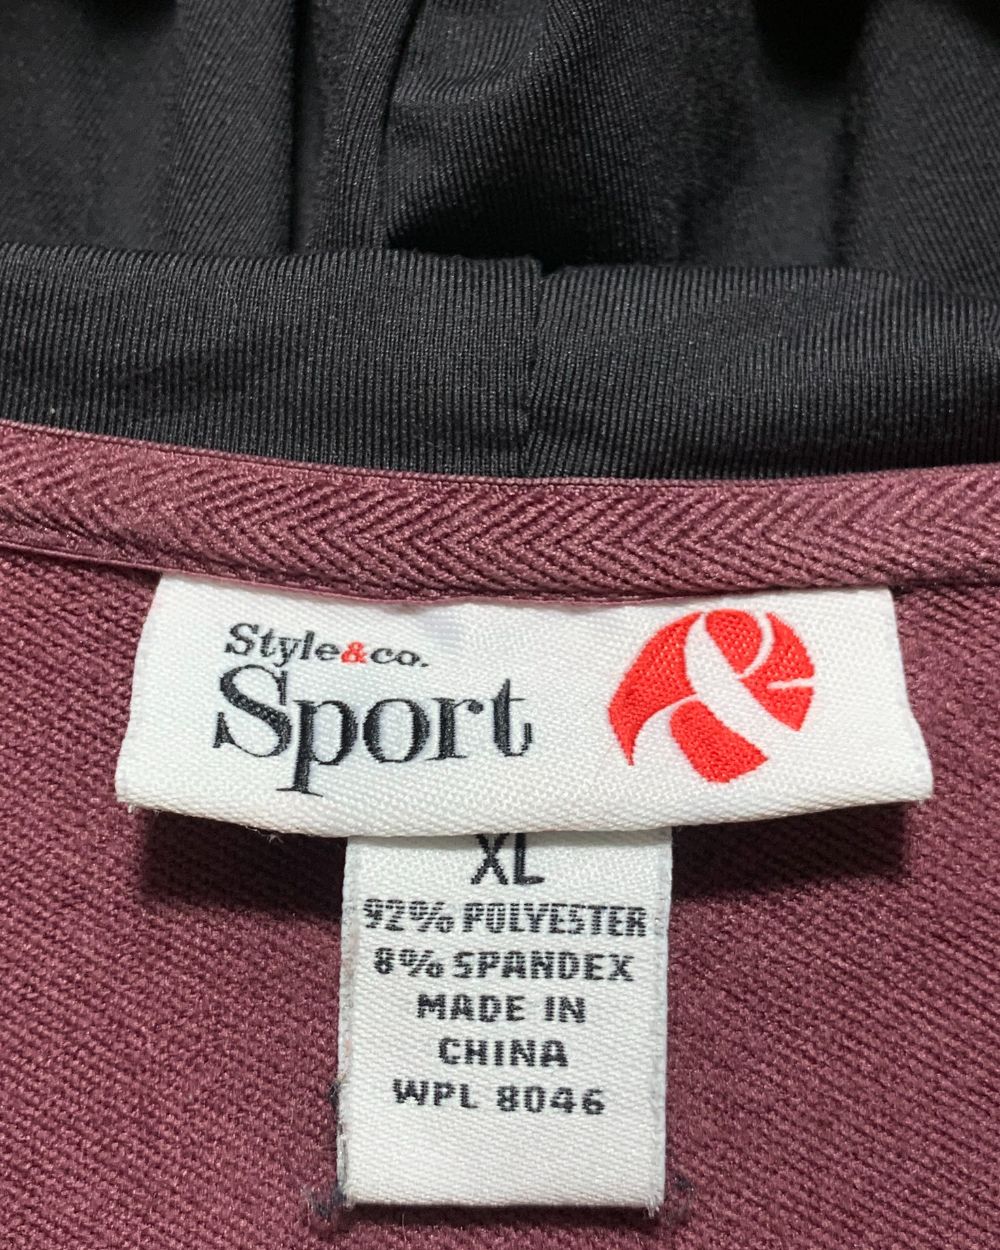 Style&co.
Sport
XL
92% POLYESTER
8% SPANDEX
MADE IN
CHINA
WPL 8046